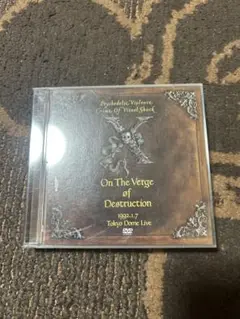 Psychedelic Violence
Crime Of Visual Shock
X
On The Verge
of
Destruction
1992.1.7
Tokyo Dome Live
DVD